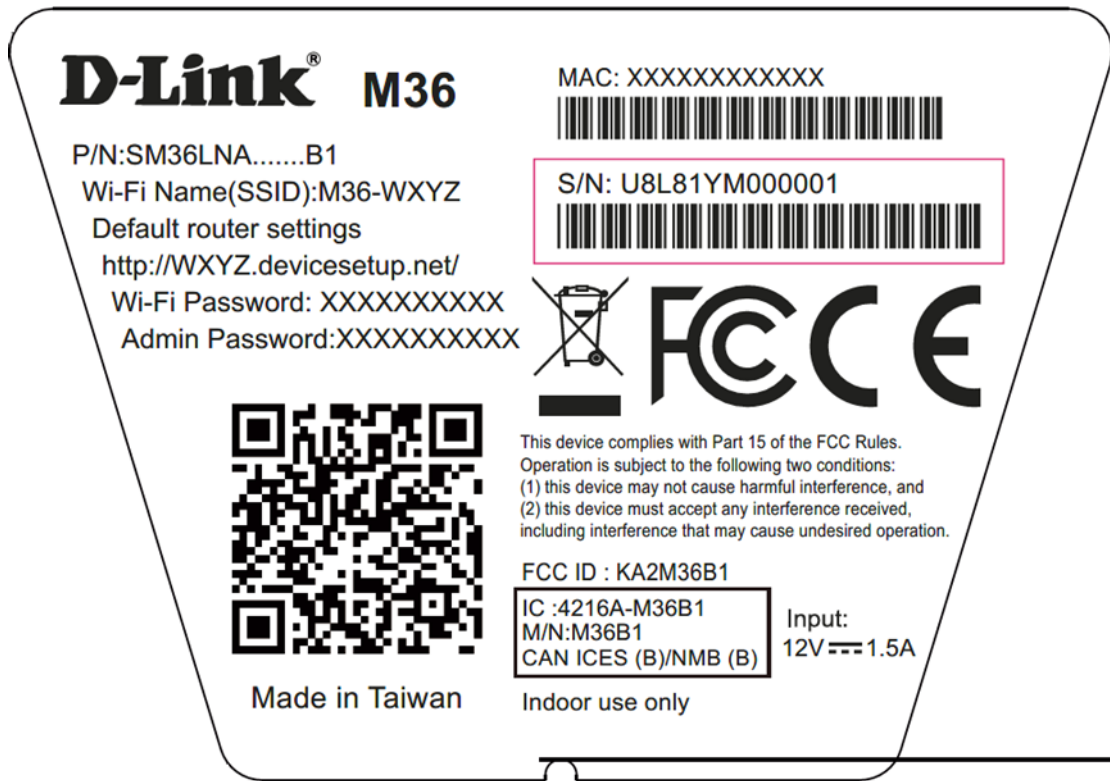 D-Link® M36
P/N:SM36LNA.......B1
Wi-Fi Name(SSID):M36-WXYZ
Default router settings
http://WXYZ.devicesetup.net/
Wi-Fi Password: XXXXXXXXXX
Admin Password:XXXXXXXXXX
Made in Taiwan
MAC: XXXXXXXXXXXX
S/N: U8L81YM000001
FC CE
This device complies with Part 15 of the FCC Rules.
Operation is subject to the following two conditions:
(1) this device may not cause harmful interference, and
(2) this device must accept any interference received,
including interference that may cause undesired operation.
FCC ID : KA2M36B1
IC :4216A-M36B1
M/N:M36B1
CAN ICES (B)/NMB (B)
Input:
12V 1.5A
Indoor use only